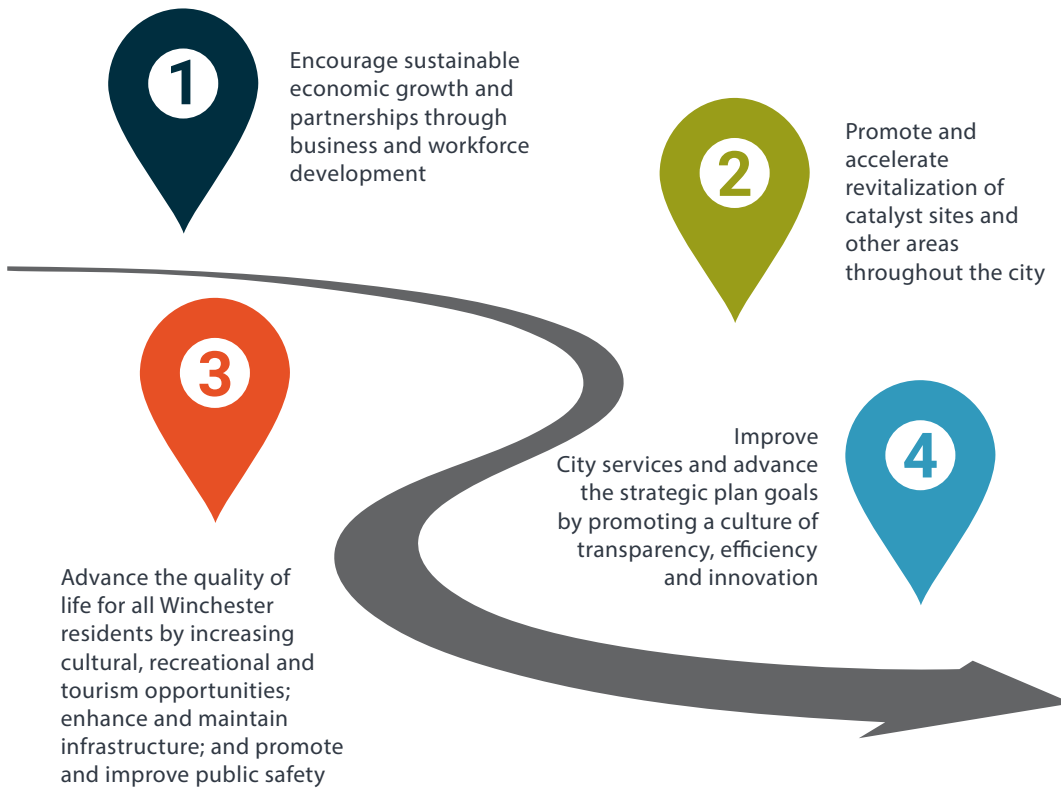 1
Encourage sustainable
economic growth and
partnerships through
business and workforce
development
2
Promote and
accelerate
revitalization of
catalyst sites and
other areas
throughout the city
3
Advance the quality of
life for all Winchester
residents by increasing
cultural, recreational and
tourism opportunities;
enhance and maintain
infrastructure; and promote
and improve public safety
4
Improve
City services and advance
the strategic plan goals
by promoting a culture of
transparency, efficiency
and innovation